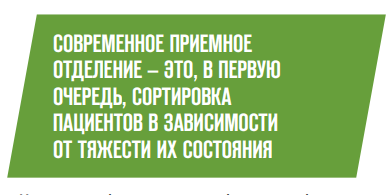 СОВРЕМЕННОЕ ПРИЕМНОЕ
ОТДЕЛЕНИЕ – ЭТО, В ПЕРВУЮ
ОЧЕРЕДЬ, СОРТИРОВКА
ПАЦИЕНТОВ В ЗАВИСИМОСТИ
ОТ ТЯЖЕСТИ ИХ СОСТОЯНИЯ